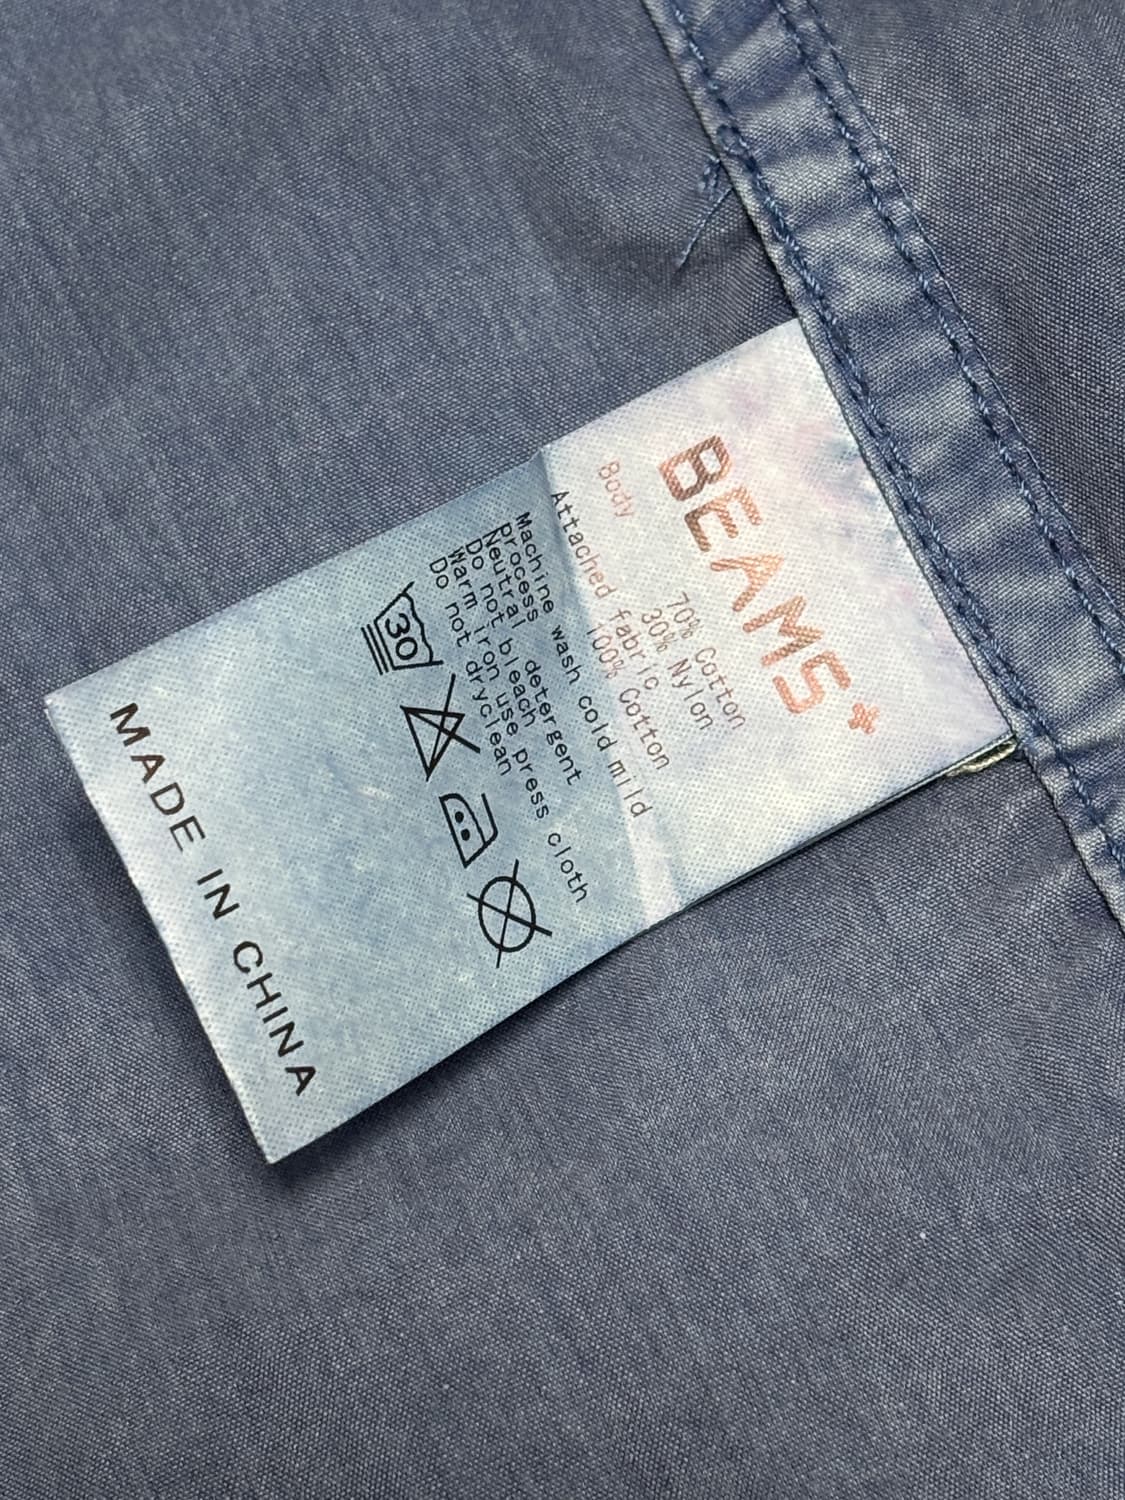 BEAMS+
Body
70% Cotton
30% Nylon
Attached fabric
100% Cotton
Machine wash cold mild
Process
Neutral detergent
Do not bleach
Warm iron use press cloth
Do not dryclean
30
MADE IN CHINA